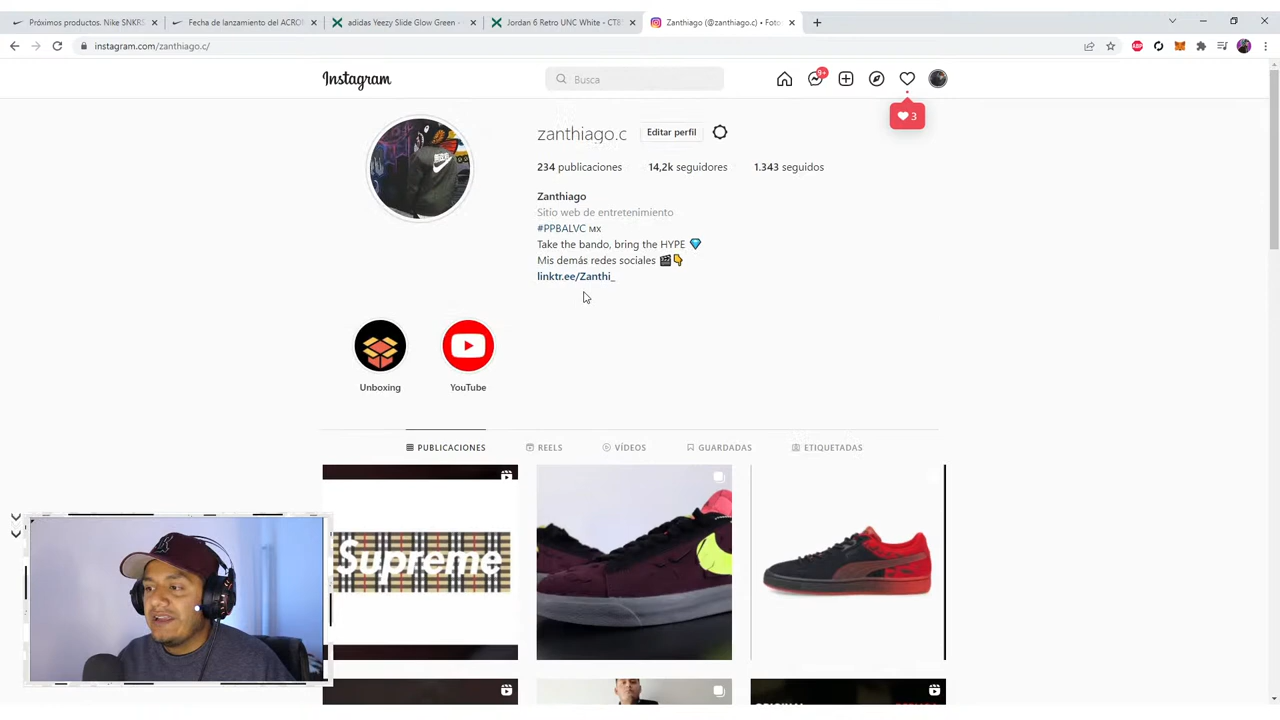 Próximos productos. Nike SNKRS
Fecha de lanzamiento del ACRO
adidas Yeezy Slide Glow Green -
Jordan 6 Retro UNC White - CT8
Zanthiago (@zanthiago.c) • Foto
instagram.com/zanthiago.c/
Instagram
Busca
9+
3
zanthiago.c
Editar perfil
234 publicaciones
14,2k seguidores
1.343 seguidos
Zanthiago
Sitio web de entretenimiento
#PPBALVC MX
Take the bando, bring the HYPE 💎
Mis demás redes sociales 🎬👇
linktr.ee/Zanthi_
Unboxing
YouTube
PUBLICACIONES
REELS
VÍDEOS
GUARDADAS
ETIQUETADAS
Supreme